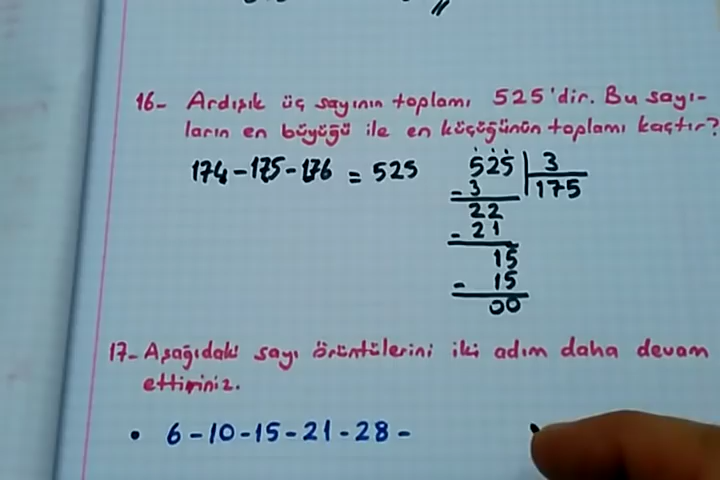 16- Ardışık üç sayının toplamı 525'dir. Bu sayı-
ların en büyüğü ile en küçüğünün toplamı kaçtır?
174-175-176 = 525
525 3
- 3 175
22
- 21
15
- 15
00
17- Aşağıdaki sayı örüntülerini iki adım daha devam
ettiriniz.
• 6-10-15-21-28-